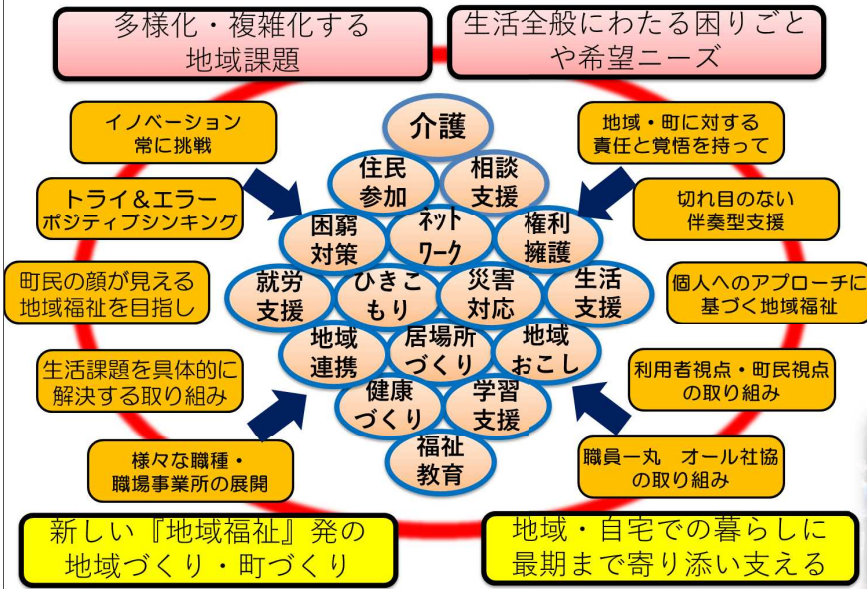 多様化・複雑化する
地域課題
生活全般にわたる困りごと
や希望ニーズ
イノベーション
常に挑戦
トライ＆エラー
ポジティブシンキング
町民の顔が見える
地域福祉を目指し
生活課題を具体的に
解決する取り組み
様々な職種・
職場事業所の展開
介護
住民
参加
相談
支援
困窮
対策
ネット
ワーク
権利
擁護
就労
支援
ひきこ
もり
災害
対応
生活
支援
地域
連携
居場所
づくり
地域
おこし
健康
づくり
学習
支援
福祉
教育
地域・町に対する
責任と覚悟を持って
切れ目のない
伴奏型支援
個人へのアプローチに
基づく地域福祉
利用者視点・町民視点
の取り組み
職員一丸　オール社協
の取り組み
新しい『地域福祉』発の
地域づくり・町づくり
地域・自宅での暮らしに
最期まで寄り添い支える